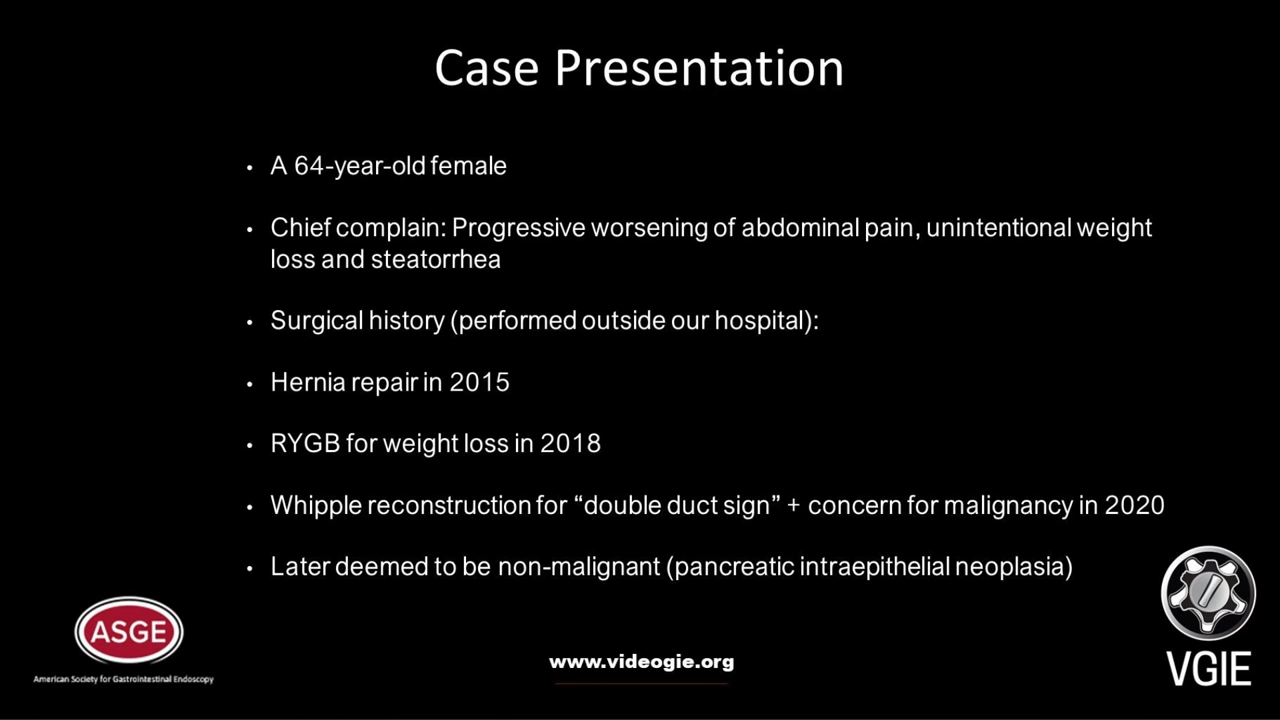 Case Presentation
• A 64-year-old female
• Chief complain: Progressive worsening of abdominal pain, unintentional weight
loss and steatorrhea
• Surgical history (performed outside our hospital):
• Hernia repair in 2015
• RYGB for weight loss in 2018
• Whipple reconstruction for “double duct sign” + concern for malignancy in 2020
• Later deemed to be non-malignant (pancreatic intraepithelial neoplasia)
ASGE
American Society for Gastrointestinal Endoscopy
www.videogie.org
VGIE